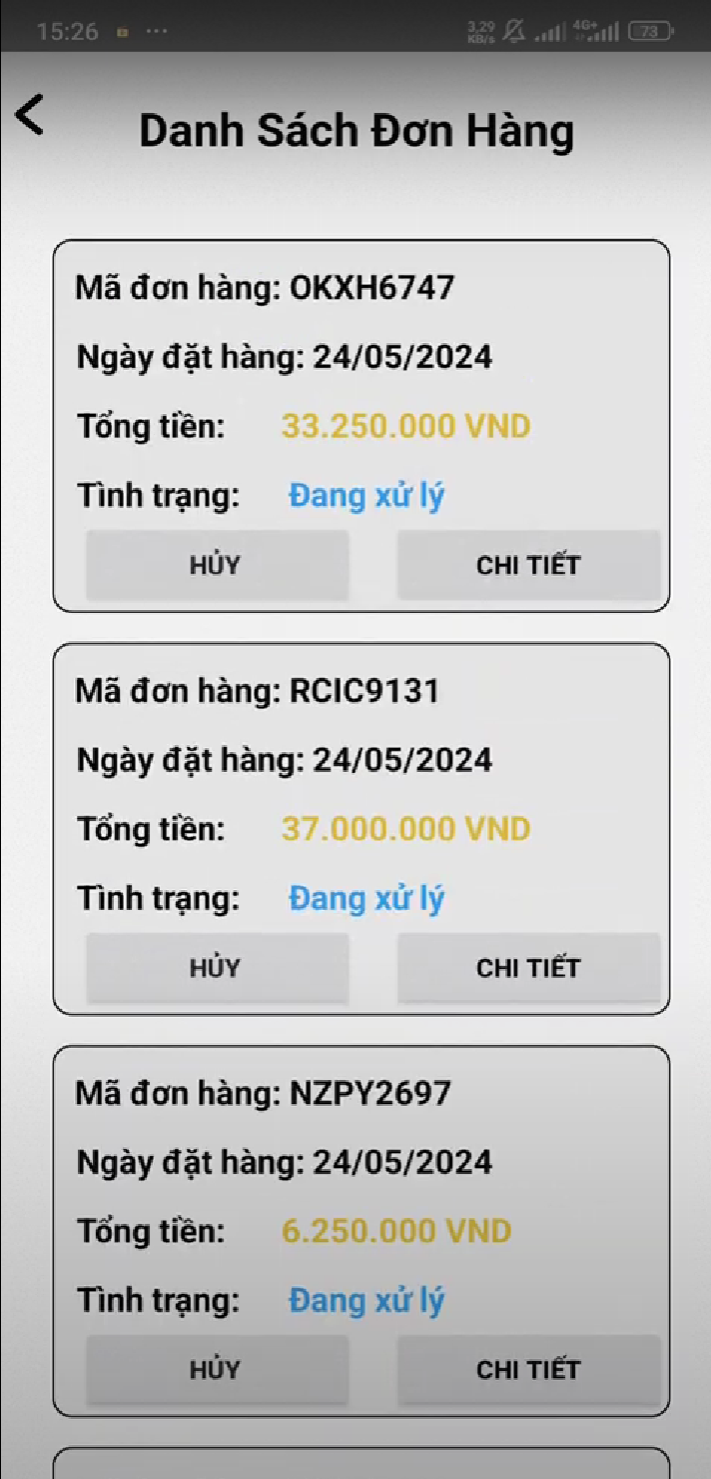 15:26
3,29 KB/s 4G+ 73
Danh Sách Đơn Hàng
Mã đơn hàng: OKXH6747
Ngày đặt hàng: 24/05/2024
Tổng tiền: 33.250.000 VND
Tình trạng: Đang xử lý
HỦY CHI TIẾT
Mã đơn hàng: RCIC9131
Ngày đặt hàng: 24/05/2024
Tổng tiền: 37.000.000 VND
Tình trạng: Đang xử lý
HỦY CHI TIẾT
Mã đơn hàng: NZPY2697
Ngày đặt hàng: 24/05/2024
Tổng tiền: 6.250.000 VND
Tình trạng: Đang xử lý
HỦY CHI TIẾT